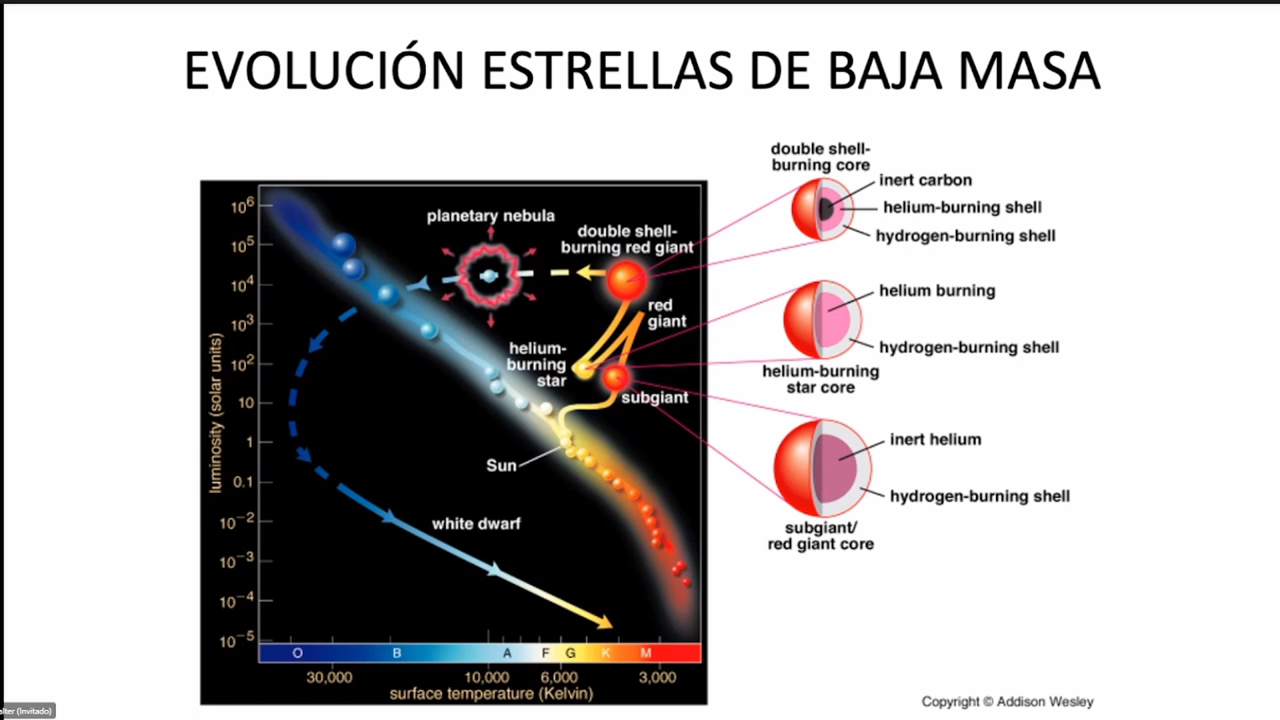 EVOLUCIÓN ESTRELLAS DE BAJA MASA
double shell-
burning core
inert carbon
helium-burning shell
hydrogen-burning shell
helium burning
hydrogen-burning shell
helium-burning
star core
inert helium
hydrogen-burning shell
subgiant/
red giant core
planetary nebula
double shell-
burning red giant
red
giant
helium-
burning
star
subgiant
Sun
white dwarf
luminosity (solar units)
10⁶
10⁵
10⁴
10³
10²
10
1
0.1
10⁻²
10⁻³
10⁻⁴
10⁻⁵
O B A F G K M
30,000 10,000 6,000 3,000
surface temperature (Kelvin)
Copyright © Addison Wesley
(Invitado)